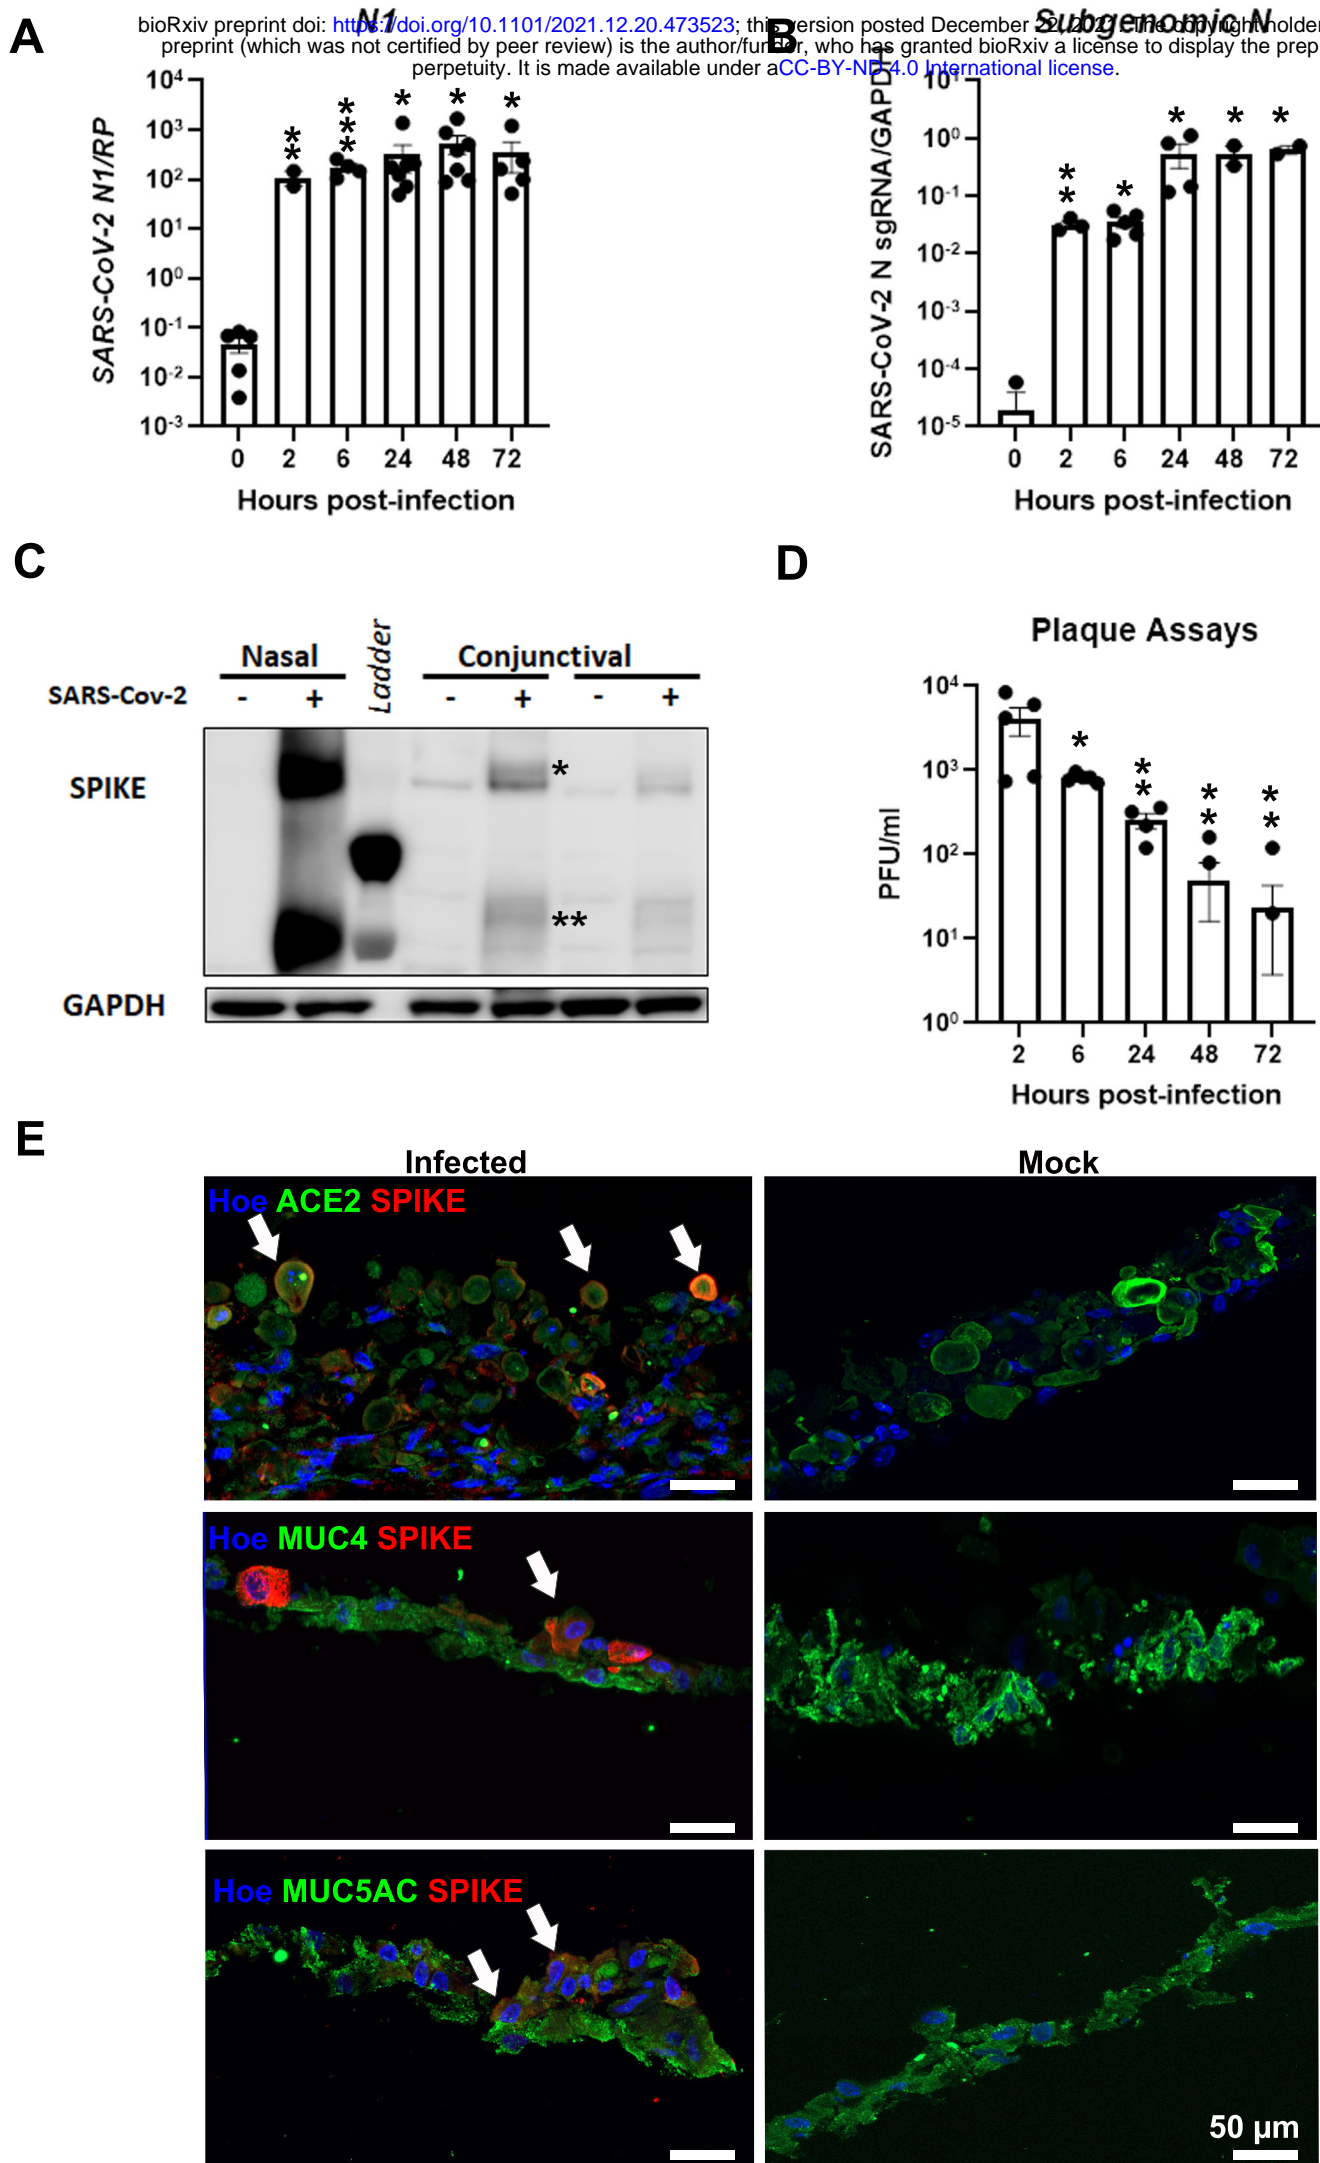 A
N1
B
Subgenomic N
bioRxiv preprint doi: https://doi.org/10.1101/2021.12.20.473523; this version posted December 22, 2021. The copyright holder
preprint (which was not certified by peer review) is the author/funder, who has granted bioRxiv a license to display the prep
perpetuity. It is made available under aCC-BY-ND 4.0 International license.
SARS-CoV-2 N1/RP
10⁴
10³
10²
10¹
10⁰
10⁻¹
10⁻²
10⁻³
** *** * * *
0 2 6 24 48 72
Hours post-infection
SARS-CoV-2 N sgRNA/GAPDH
10¹
10⁰
10⁻¹
10⁻²
10⁻³
10⁻⁴
10⁻⁵
** * * * *
0 2 6 24 48 72
Hours post-infection
C
Nasal Ladder Conjunctival
SARS-Cov-2 - + - + - +
SPIKE
*
**
GAPDH
D
Plaque Assays
PFU/ml
10⁴
10³
10²
10¹
10⁰
* ** ** **
2 6 24 48 72
Hours post-infection
E
Infected Mock
Hoe ACE2 SPIKE
Hoe MUC4 SPIKE
Hoe MUC5AC SPIKE
50 µm